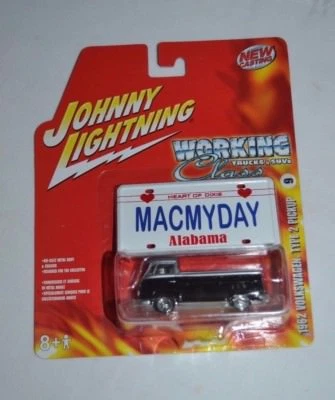 NEW
CASTING
JOHNNY
LIGHTNING
WORKING
Class
TRUCKS & SUVs
9
1962 VOLKSWAGEN TYPE 2 PICKUP
HEART OF DIXIE
MACMYDAY
Alabama
8+